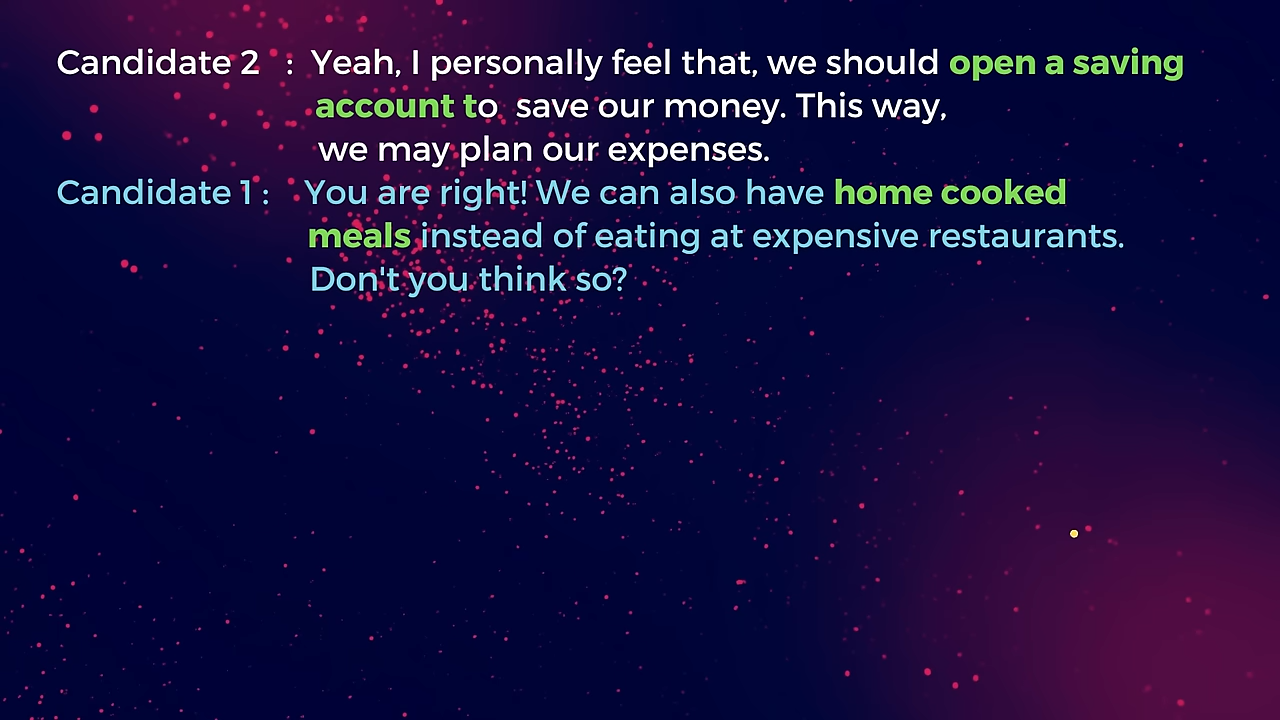 Candidate 2 : Yeah, I personally feel that, we should open a saving
account to save our money. This way,
we may plan our expenses.
Candidate 1 : You are right! We can also have home cooked
meals instead of eating at expensive restaurants.
Don't you think so?